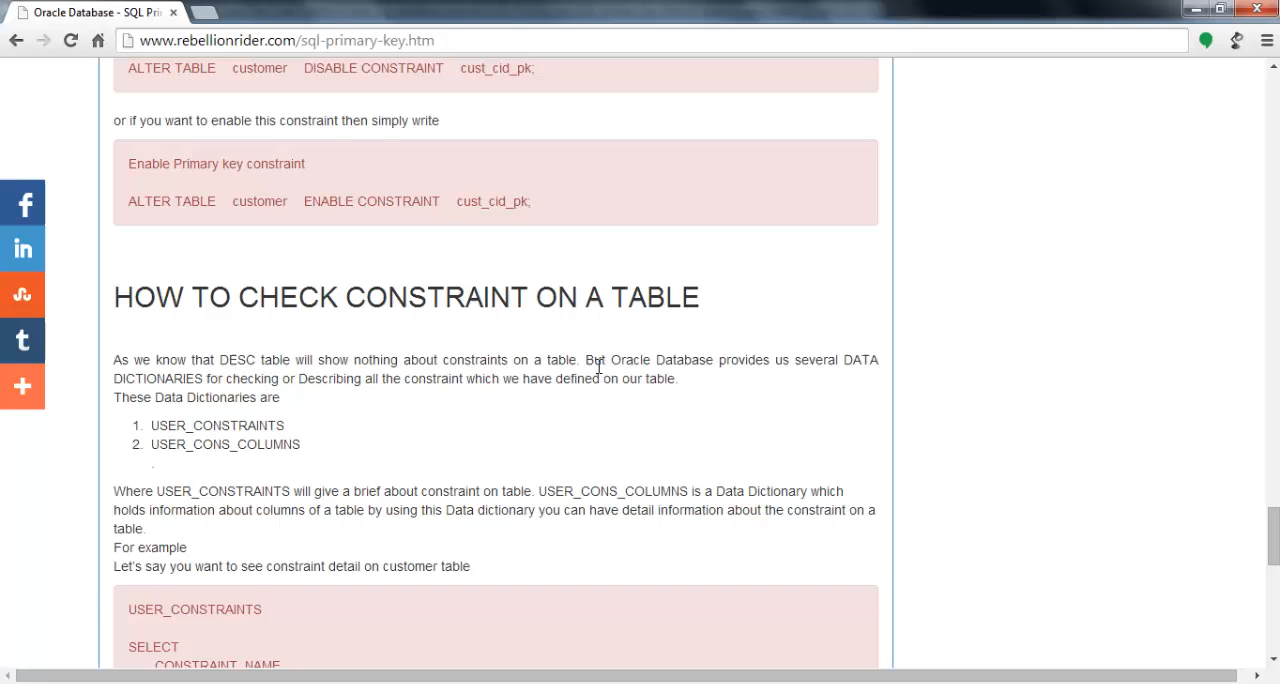 Oracle Database - SQL Pri
www.rebellionrider.com/sql-primary-key.htm
ALTER TABLE customer DISABLE CONSTRAINT cust_cid_pk;
or if you want to enable this constraint then simply write
Enable Primary key constraint
ALTER TABLE customer ENABLE CONSTRAINT cust_cid_pk;
HOW TO CHECK CONSTRAINT ON A TABLE
As we know that DESC table will show nothing about constraints on a table. But Oracle Database provides us several DATA
DICTIONARIES for checking or Describing all the constraint which we have defined on our table.
These Data Dictionaries are
1. USER_CONSTRAINTS
2. USER_CONS_COLUMNS
.
Where USER_CONSTRAINTS will give a brief about constraint on table. USER_CONS_COLUMNS is a Data Dictionary which
holds information about columns of a table by using this Data dictionary you can have detail information about the constraint on a
table.
For example
Let's say you want to see constraint detail on customer table
USER_CONSTRAINTS
SELECT
CONSTRAINT_NAME